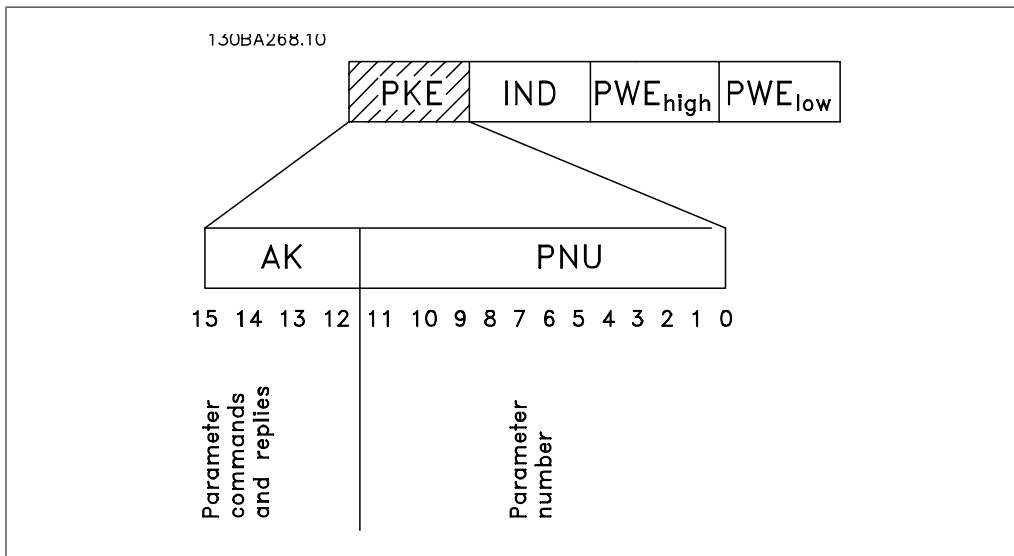 130BA268.10
PKE IND PWEhigh PWElow
AK PNU
15 14 13 12 11 10 9 8 7 6 5 4 3 2 1 0
Parameter
commands
and replies
Parameter
number